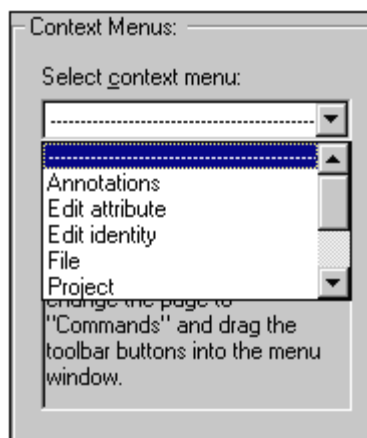 Context Menus:
Select context menu:
--------------------------------------------
--------------------------------------------
Annotations
Edit attribute
Edit identity
File
Project
change the page to
"Commands" and drag the
toolbar buttons into the menu
window.